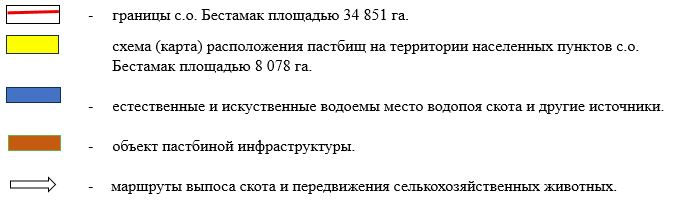 - границы с.о. Бестамак площадью 34 851 га.
схема (карта) расположения пастбищ на территории населенных пунктов с.о.
Бестамак площадью 8 078 га.
- естественные и искуственные водоемы место водопоя скота и другие источники.
- объект пастбиной инфраструктуры.
- маршруты выпоса скота и передвижения селькохозяйственных животных.